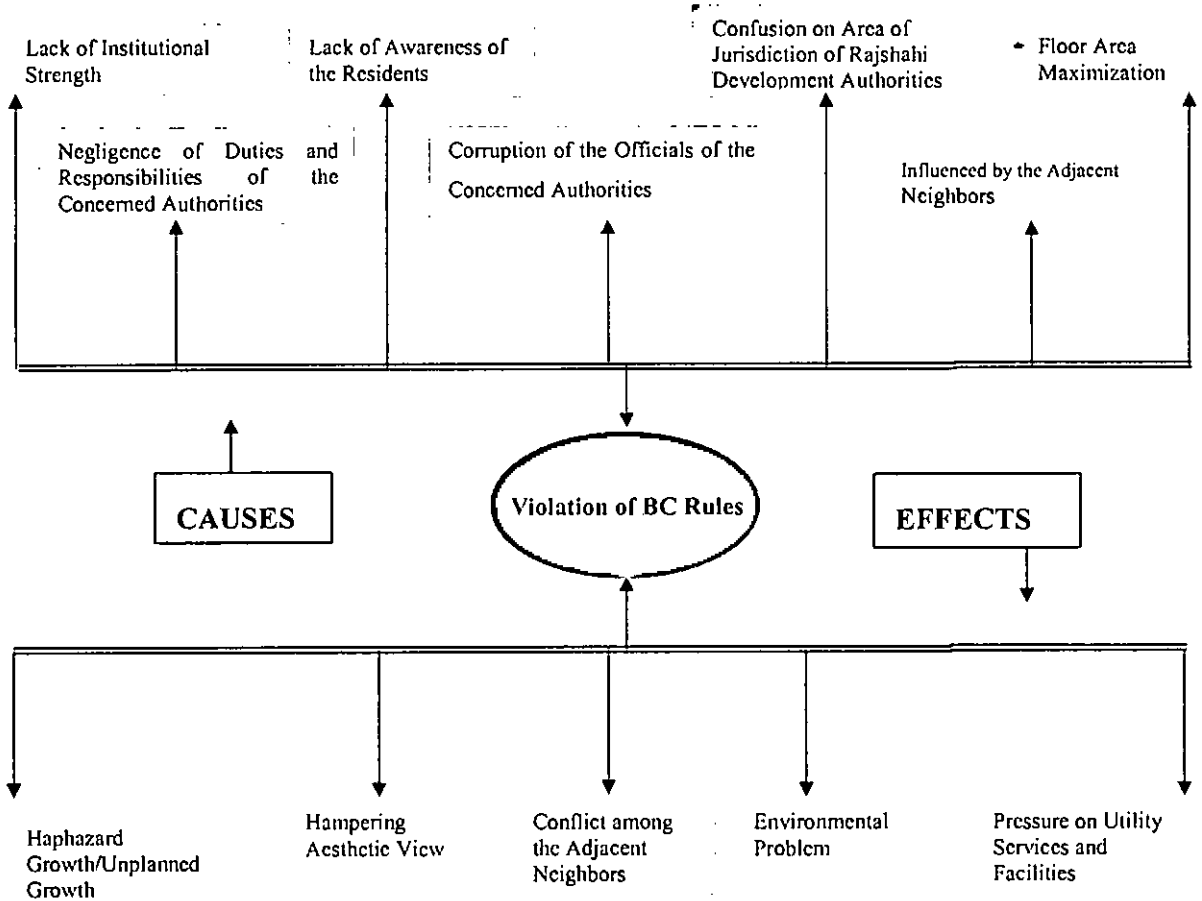 Lack of Institutional
Strength
Lack of Awareness of
the Residents
Confusion on Area of
Jurisdiction of Rajshahi
Development Authorities
Floor Area
Maximization
Negligence of Duties and
Responsibilities of the
Concerned Authorities
Corruption of the Officials of the
Concerned Authorities
Influenced by the Adjacent
Neighbors
CAUSES
Violation of BC Rules
EFFECTS
Haphazard
Growth/Unplanned
Growth
Hampering
Aesthetic View
Conflict among
the Adjacent
Neighbors
Environmental
Problem
Pressure on Utility
Services and
Facilities